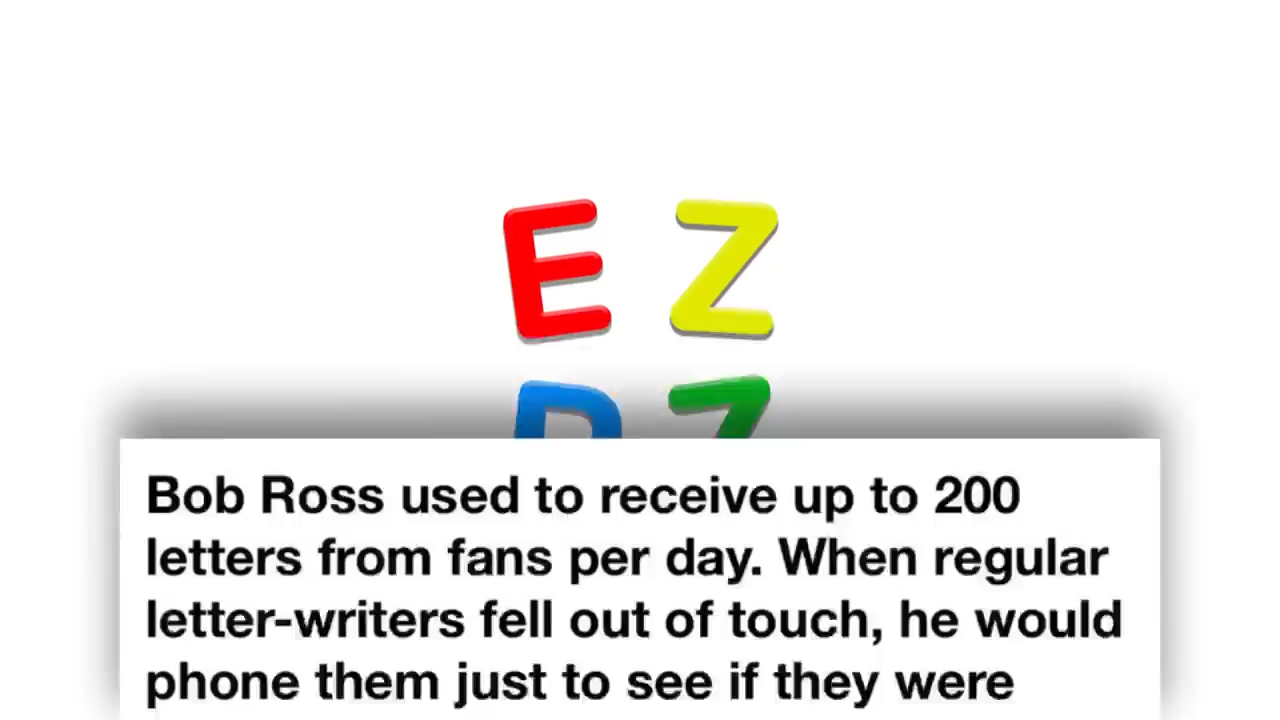 E Z
Bob Ross used to receive up to 200
letters from fans per day. When regular
letter-writers fell out of touch, he would
phone them just to see if they were